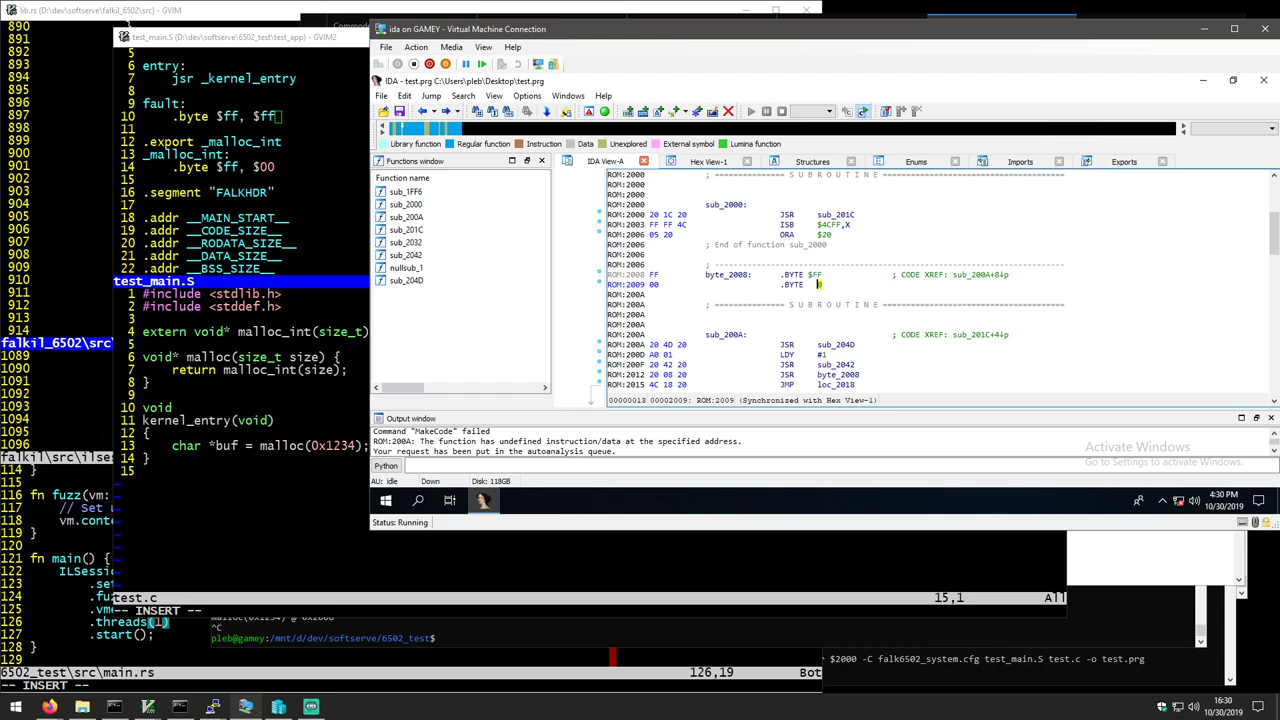 lib.rs (D:\dev\softserve\falkil_6502\src) - GVIM
890
891
892
893
894
895
896
897
898
899
900
901
902
903
904
905
906
907
908
909
910
911
912
913
914
falkil_6502\src\
1089
1090
1091
1092
1093
1094
1095
1096
falkil\src\ilses
114 }
115
116 fn fuzz(vm:
117 // Set u
118 vm.conte
119 }
120
121 fn main() {
122 ILSessi
123 .set
124 .fu
125 .vm
126 .threads(1)
127 .start();
128 }
129
6502_test\src\main.rs 126,19 Bot
-- INSERT --
test_main.S (D:\dev\softserve\6502_test\test_app) - GVIM2
5
6 entry:
7 jsr _kernel_entry
8
9 fault:
10 .byte $ff, $ff
11
12 .export _malloc_int
13 _malloc_int:
14 .byte $ff, $00
15
16 .segment "FALKHDR"
17
18 .addr __MAIN_START__
19 .addr __CODE_SIZE__
20 .addr __RODATA_SIZE__
21 .addr __DATA_SIZE__
22 .addr __BSS_SIZE__
test_main.S
1 #include <stdlib.h>
2 #include <stddef.h>
3
4 extern void* malloc_int(size_t)
5
6 void* malloc(size_t size) {
7 return malloc_int(size);
8 }
9
10 void
11 kernel_entry(void)
12 {
13 char *buf = malloc(0x1234);
14 }
15
test.c 15,1 All
-- INSERT --
malloc(0x1234) @ 0x2008
^C
pleb@gamey:/mnt/d/dev/softserve/6502_test$
$2000 -C falk6502_system.cfg test_main.S test.c -o test.prg
ida on GAMEY - Virtual Machine Connection
File Action Media View Help
IDA - test.prg C:\Users\pleb\Desktop\test.prg
File Edit Jump Search View Options Windows Help
Library function Regular function Instruction Data Unexplored External symbol Lumina function
Functions window
Function name
sub_1FF6
sub_2000
sub_200A
sub_201C
sub_2032
sub_2042
nullsub_1
sub_204D
IDA View-A Hex View-1 Structures Enums Imports Exports
ROM:2000 ; =============== S U B R O U T I N E =======================================
ROM:2000
ROM:2000
ROM:2000 sub_2000:
ROM:2000 20 1C 20 JSR sub_201C
ROM:2003 FF FF 4C ISB $4CFF,X
ROM:2006 05 20 ORA $20
ROM:2006 ; End of function sub_2000
ROM:2006
ROM:2006 ; ---------------------------------------------------------------------------
ROM:2008 FF byte_2008: .BYTE $FF ; CODE XREF: sub_200A+8↓p
ROM:2009 00 .BYTE 0
ROM:200A
ROM:200A ; =============== S U B R O U T I N E =======================================
ROM:200A
ROM:200A
ROM:200A sub_200A: ; CODE XREF: sub_201C+4↓p
ROM:200A 20 4D 20 JSR sub_204D
ROM:200D A0 01 LDY #1
ROM:200F 20 42 20 JSR sub_2042
ROM:2012 20 08 20 JSR byte_2008
ROM:2015 4C 18 20 JMP loc_2018
00000013 00002009: ROM:2009 (Synchronized with Hex View-1)
Output window
Command "MakeCode" failed
ROM:200A: The function has undefined instruction/data at the specified address.
Your request has been put in the autoanalysis queue.
Python
AU: idle Down Disk: 118GB
Activate Windows
Go to Settings to activate Windows.
4:30 PM
10/30/2019
Status: Running
16:30
10/30/2019